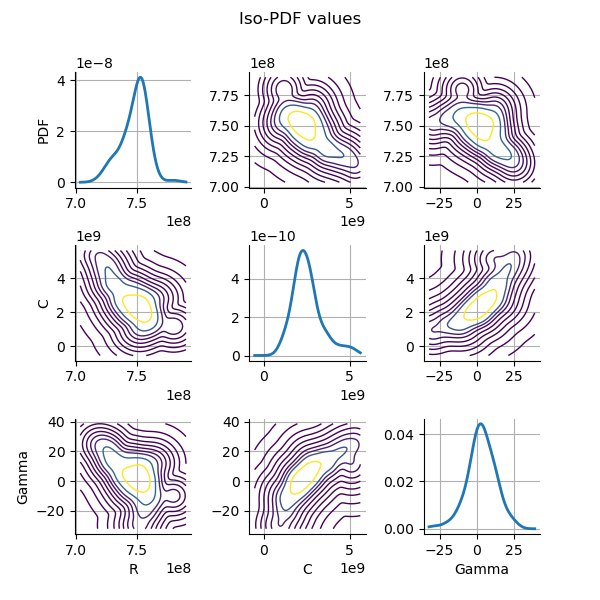 Iso-PDF values
1e−8 1e8 1e8
4 7.75 7.75
PDF 2 7.50 7.50
7.25 7.25
0 7.00 7.00
7.0 7.5 0 5 −25 0 25
1e8 1e9
1e9 1e−10 1e9
4 4 4
C 2 2 2
0 0 0
7.0 7.5 0 5 −25 0 25
1e8 1e9
40 40 0.04
20 20
Gamma 0 0 0.02
−20 −20 0.00
7.0 7.5 0 5 −25 0 25
R 1e8 C 1e9 Gamma